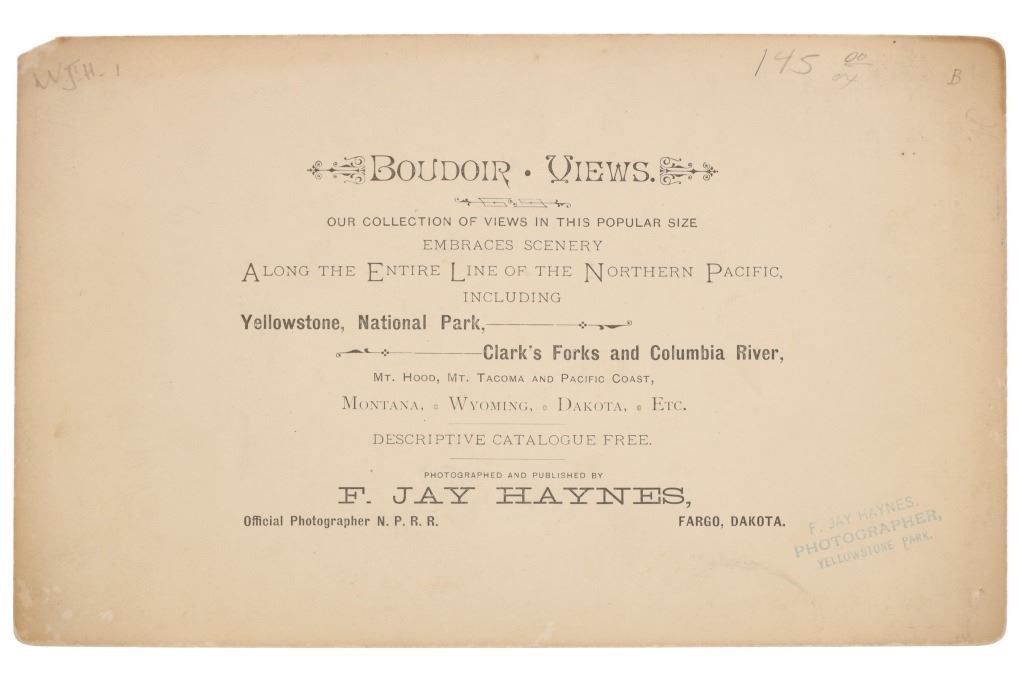 145 00
B
BOUDOIR • VIEWS.
OUR COLLECTION OF VIEWS IN THIS POPULAR SIZE
EMBRACES SCENERY
ALONG THE ENTIRE LINE OF THE NORTHERN PACIFIC,
INCLUDING
Yellowstone, National Park,
Clark's Forks and Columbia River,
MT. HOOD, MT. TACOMA AND PACIFIC COAST,
MONTANA, WYOMING, DAKOTA, ETC.
DESCRIPTIVE CATALOGUE FREE.
PHOTOGRAPHED AND PUBLISHED BY
F. JAY HAYNES,
Official Photographer N. P. R. R. FARGO, DAKOTA.
F. JAY HAYNES.
PHOTOGRAPHER,
YELLOWSTONE PARK.